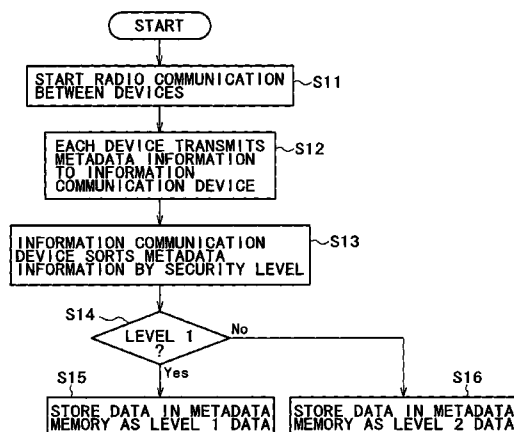 START
START RADIO COMMUNICATION
BETWEEN DEVICES
S11
EACH DEVICE TRANSMITS
METADATA INFORMATION
TO INFORMATION
COMMUNICATION DEVICE
S12
INFORMATION COMMUNICATION
DEVICE SORTS METADATA
INFORMATION BY SECURITY LEVEL
S13
S14
LEVEL 1
?
No
Yes
S15
STORE DATA IN METADATA
MEMORY AS LEVEL 1 DATA
S16
STORE DATA IN METADATA
MEMORY AS LEVEL 2 DATA